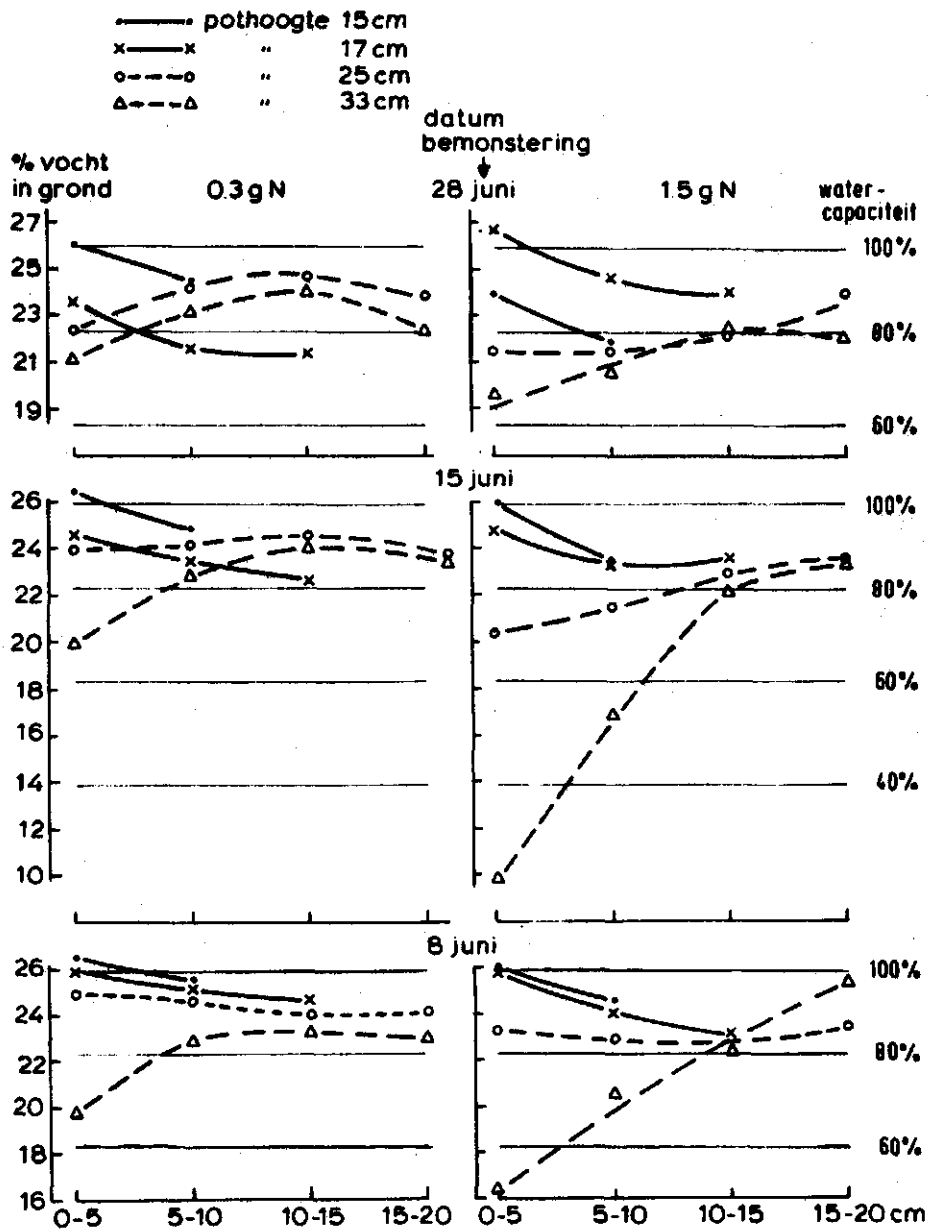 pothoogte 15 cm
" 17 cm
" 25 cm
" 33 cm
datum
bemonstering
% vocht
in grond
0.3 g N
28 juni
1.5 g N
water-
capaciteit
27
25
23
21
19
100%
80%
60%
15 juni
26
24
22
20
18
16
14
12
10
100%
80%
60%
40%
8 juni
26
24
22
20
18
16
100%
80%
60%
0-5 5-10 10-15 15-20 0-5 5-10 10-15 15-20 cm